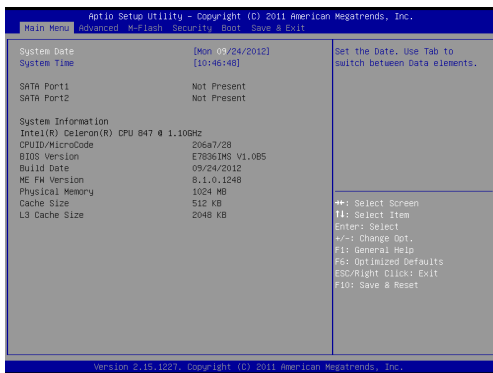 Aptio Setup Utility – Copyright (C) 2011 American Megatrends, Inc.
Main Menu Advanced M-Flash Security Boot Save & Exit
System Date [Mon 09/24/2012]
System Time [10:46:48]
SATA Port1 Not Present
SATA Port2 Not Present
System Information
Intel(R) Celeron(R) CPU 847 @ 1.10GHz
CPUID/MicroCode 206a7/28
BIOS Version E7836IMS V1.0B5
Build Date 09/24/2012
ME FW Version 8.1.0.1248
Physical Memory 1024 MB
Cache Size 512 KB
L3 Cache Size 2048 KB
Set the Date. Use Tab to
switch between Data elements.
→←: Select Screen
↑↓: Select Item
Enter: Select
+/-: Change Opt.
F1: General Help
F6: Optimized Defaults
ESC/Right Click: Exit
F10: Save & Reset
Version 2.15.1227. Copyright (C) 2011 American Megatrends, Inc.